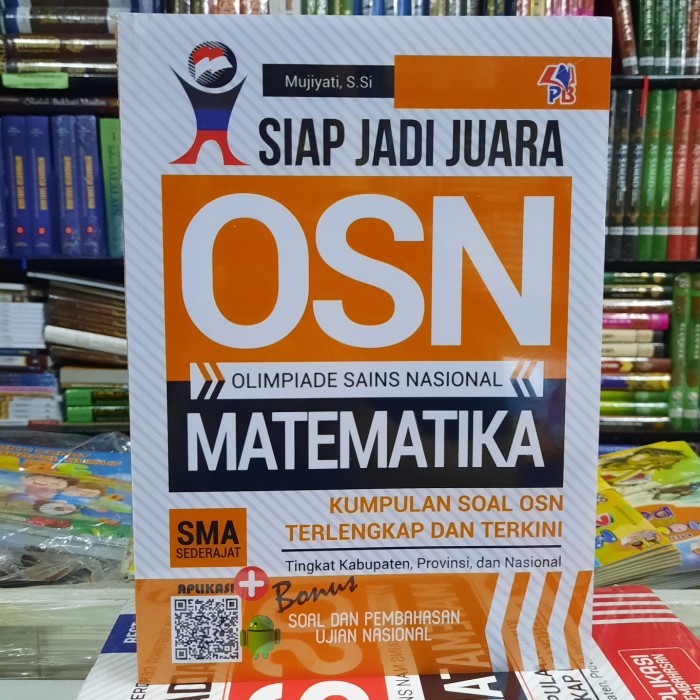 Mujiyati, S.Si
PB
SIAP JADI JUARA
OSN
OLIMPIADE SAINS NASIONAL
MATEMATIKA
KUMPULAN SOAL OSN
TERLENGKAP DAN TERKINI
SMA
SEDERAJAT
Tingkat Kabupaten, Provinsi, dan Nasional
APLIKASI
+
Bonus
SOAL DAN PEMBAHASAN
UJIAN NASIONAL